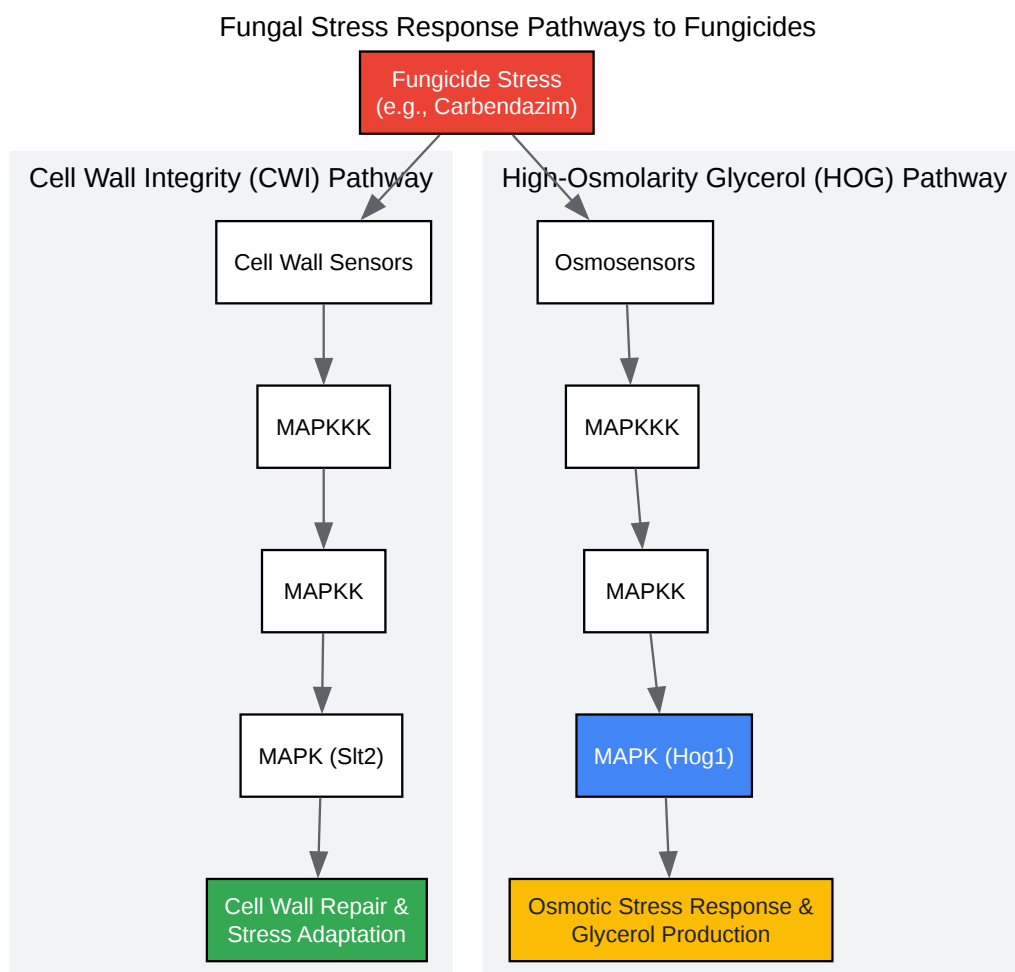 Fungal Stress Response Pathways to Fungicides
Fungicide Stress
(e.g., Carbendazim)
Cell Wall Integrity (CWI) Pathway
Cell Wall Sensors
MAPKKK
MAPKK
MAPK (Slt2)
Cell Wall Repair &
Stress Adaptation
High-Osmolarity Glycerol (HOG) Pathway
Osmosensors
MAPKKK
MAPKK
MAPK (Hog1)
Osmotic Stress Response &
Glycerol Production